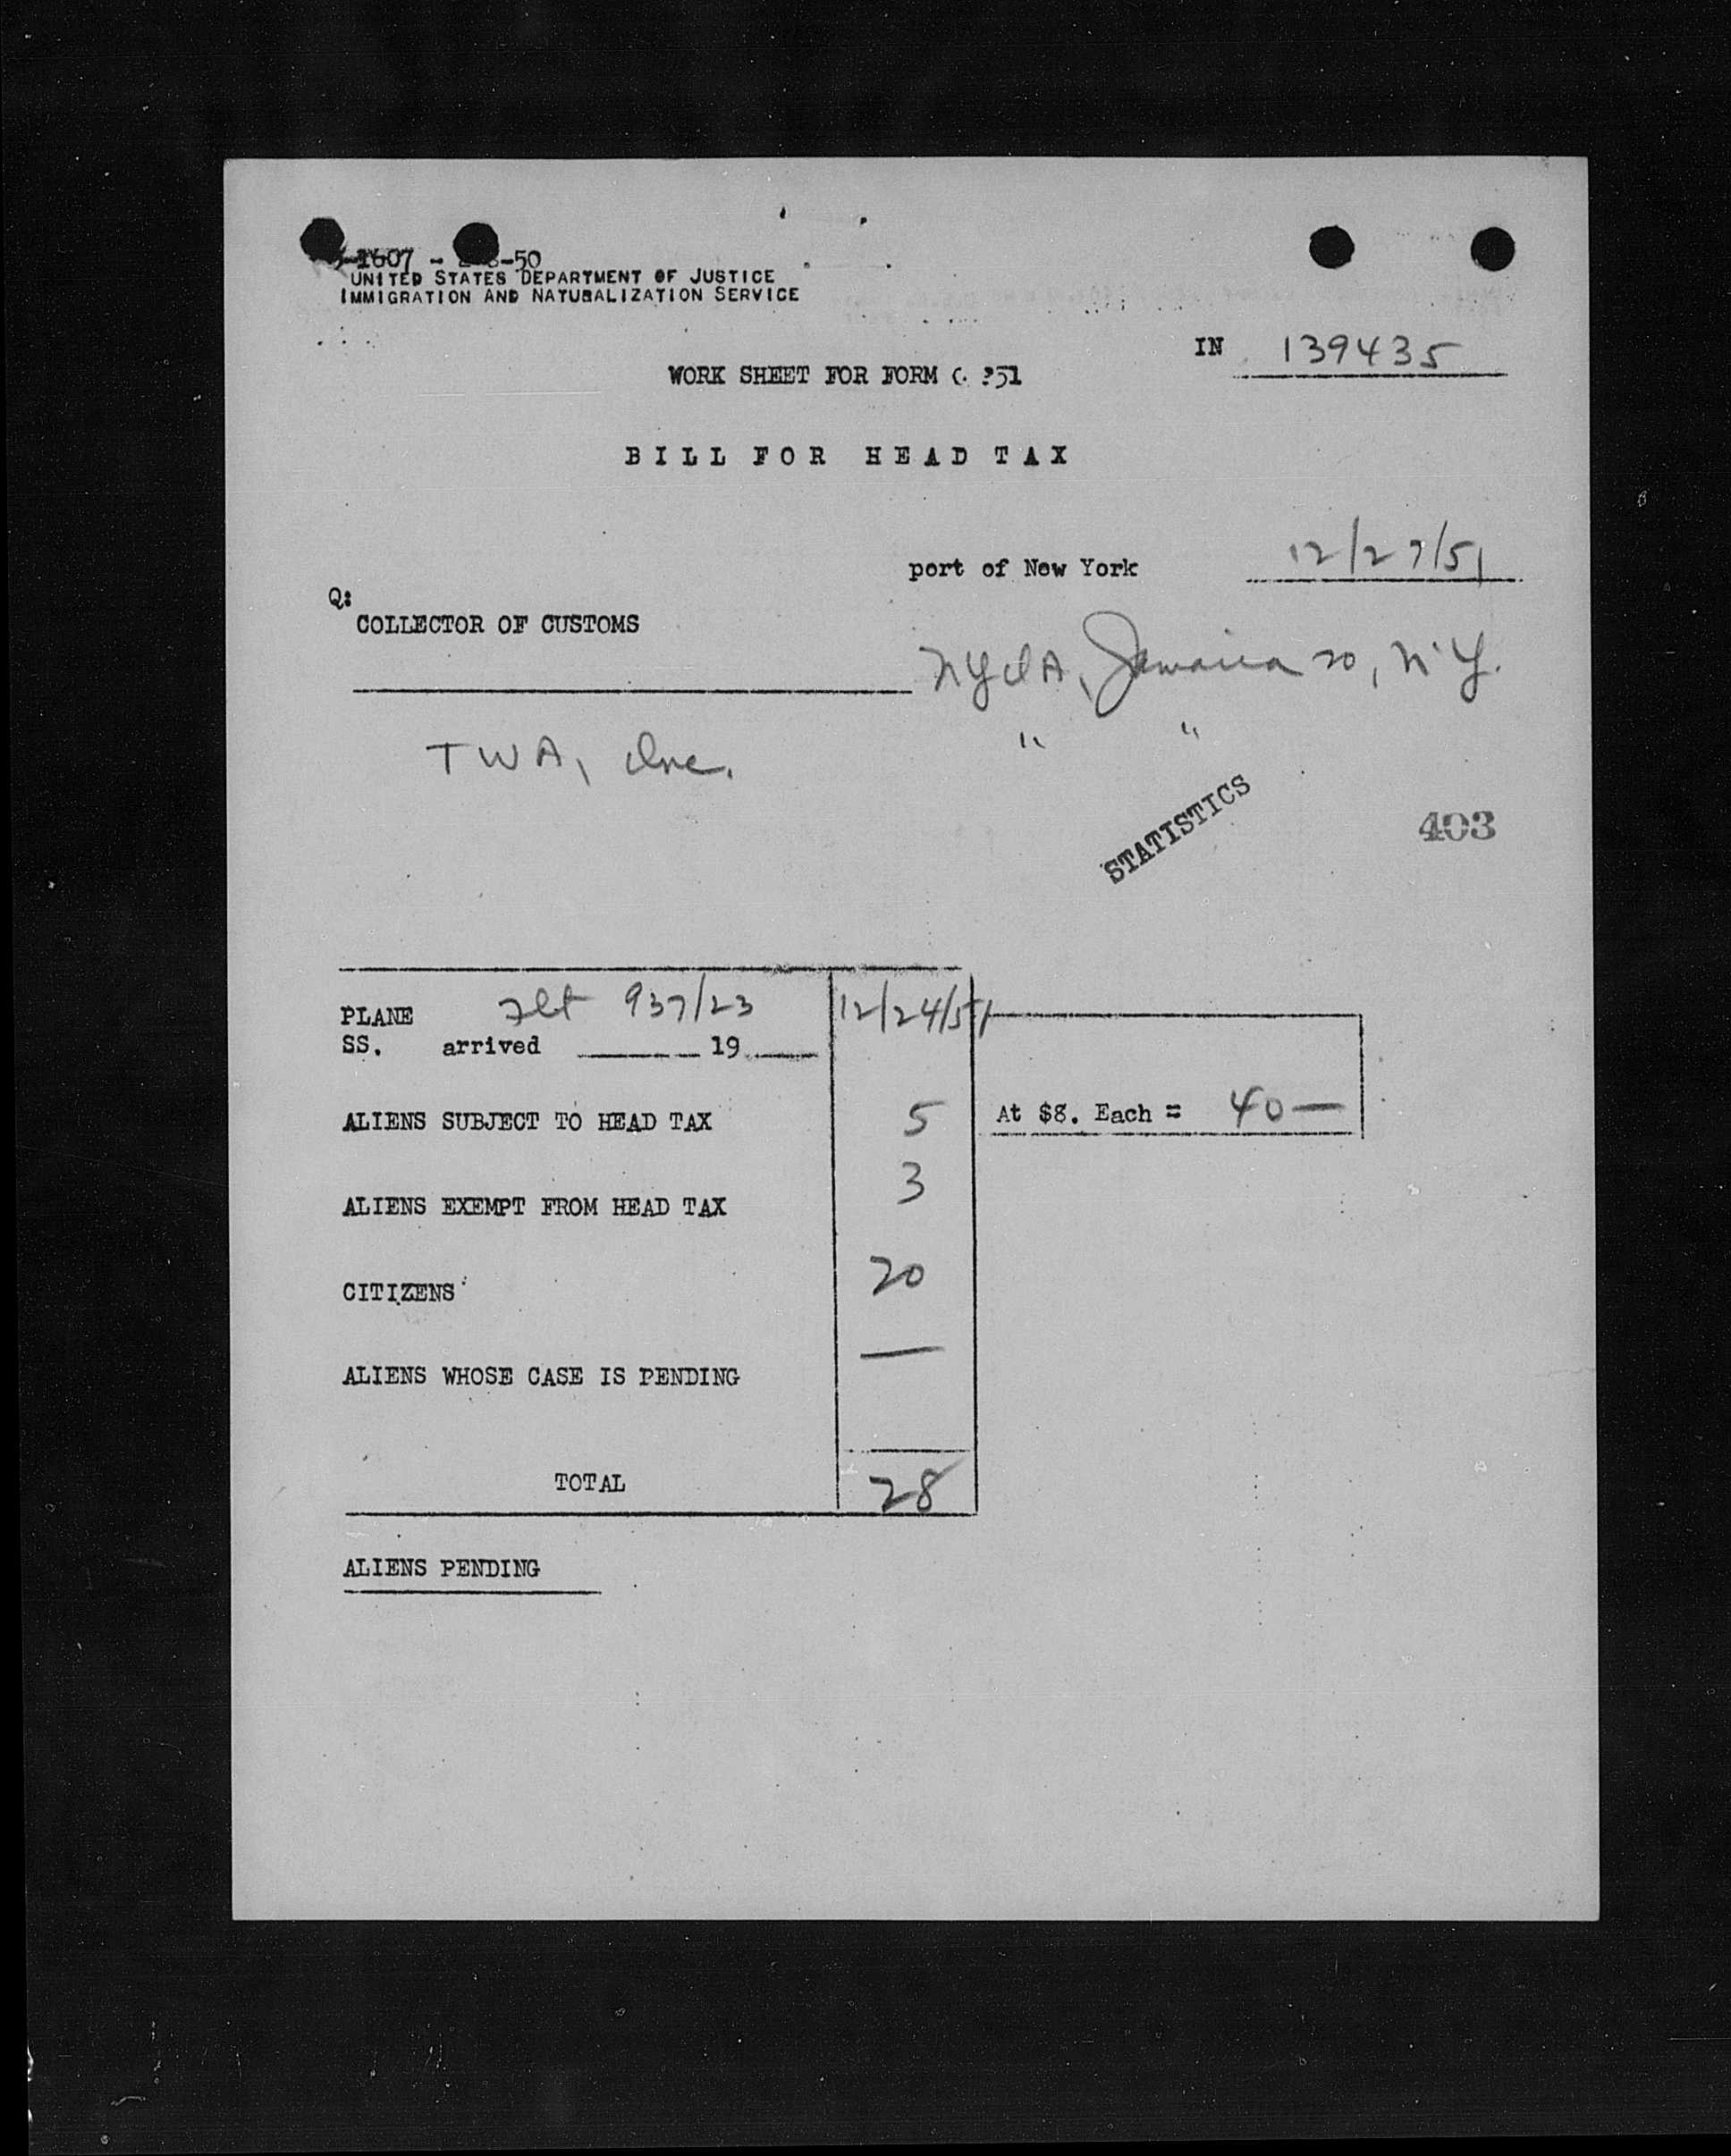 -1607 - -50
UNITED STATES DEPARTMENT OF JUSTICE
IMMIGRATION AND NATURALIZATION SERVICE
IN 139435
WORK SHEET FOR FORM 51
BILL FOR HEAD TAX
port of New York 12/27/51
Q:
COLLECTOR OF CUSTOMS
NYIA, Jamaica 20, N.Y.
TWA, Inc. " "
STATISTICS
403
PLANE Flt 937/23 12/24/51
SS. arrived 19
ALIENS SUBJECT TO HEAD TAX 5 At $8. Each = 40—
ALIENS EXEMPT FROM HEAD TAX 3
CITIZENS 20
ALIENS WHOSE CASE IS PENDING —
TOTAL 28
ALIENS PENDING